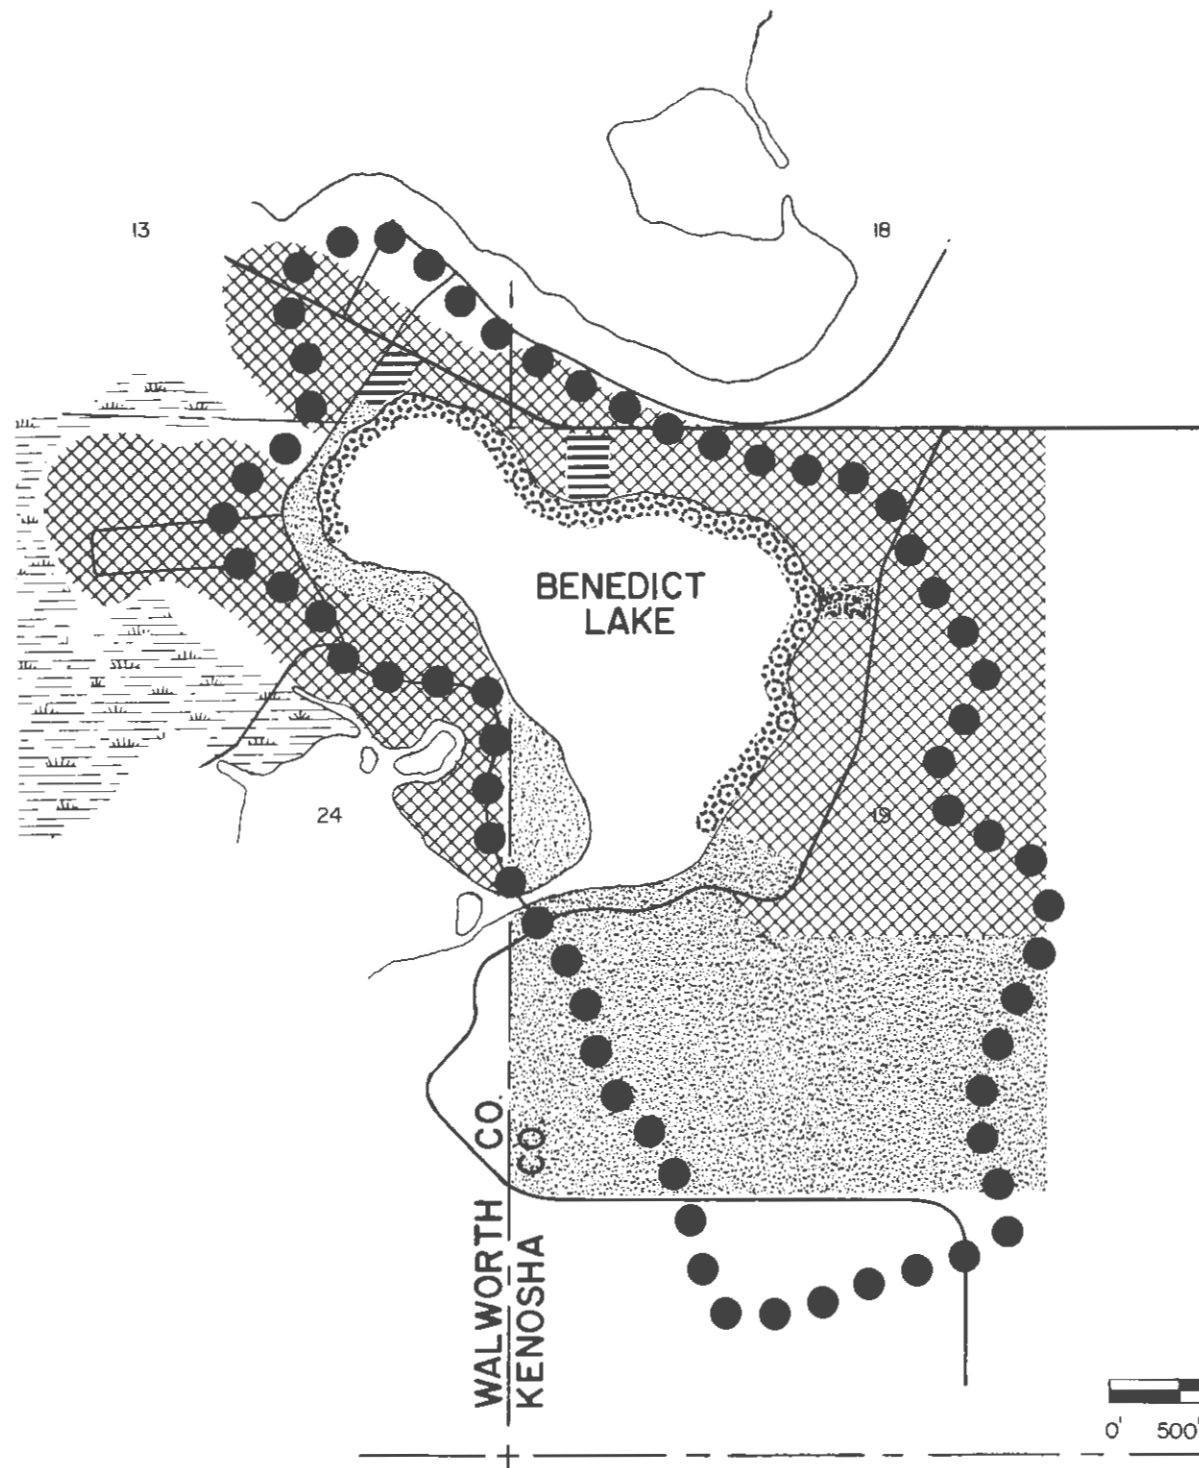 13
18
BENEDICT
LAKE
24
19
WALWORTH CO.
KENOSHA CO.
0' 500'